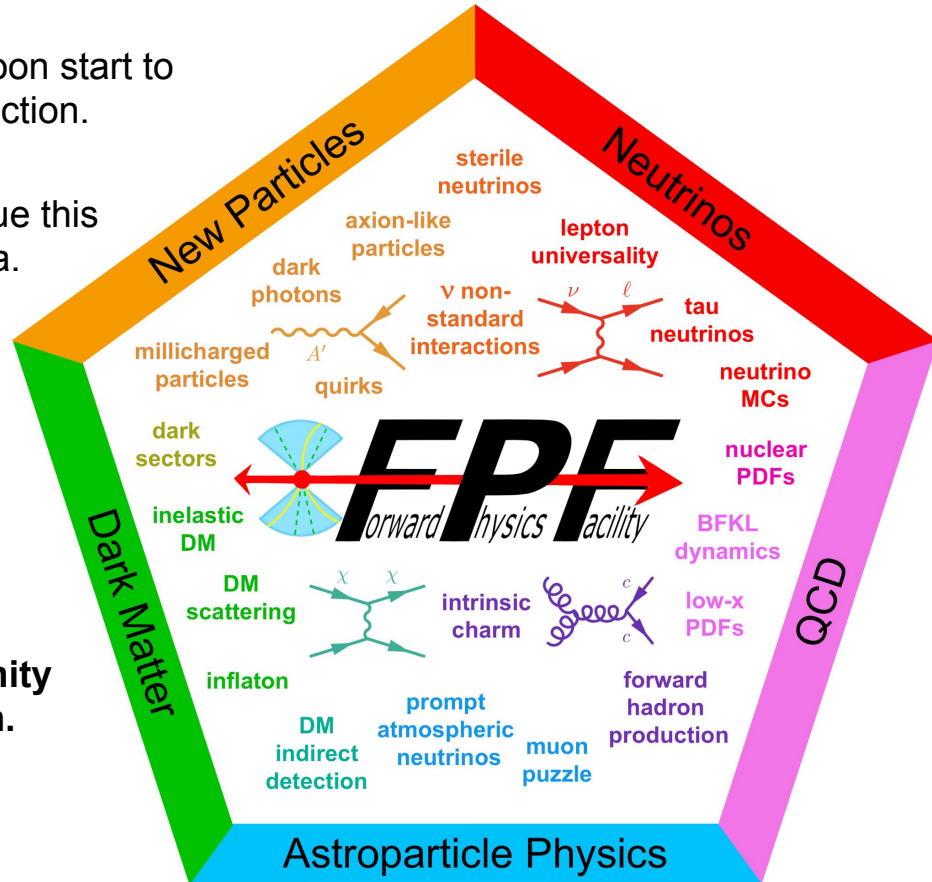 oon start to
ction.
ue this
a.
nity
n.
New Particles
Neutrinos
sterile
neutrinos
axion-like
particles
lepton
universality
dark
photons
ν non-
standard
interactions
ν ℓ
tau
neutrinos
millicharged
particles
A′
quirks
neutrino
MCs
dark
sectors
nuclear
PDFs
FPF
Forward Physics Facility
inelastic
DM
BFKL
dynamics
Dark Matter
QCD
DM
scattering
χ χ
intrinsic
charm
c
c
low-x
PDFs
inflaton
forward
hadron
production
prompt
atmospheric
neutrinos
DM
indirect
detection
muon
puzzle
Astroparticle Physics